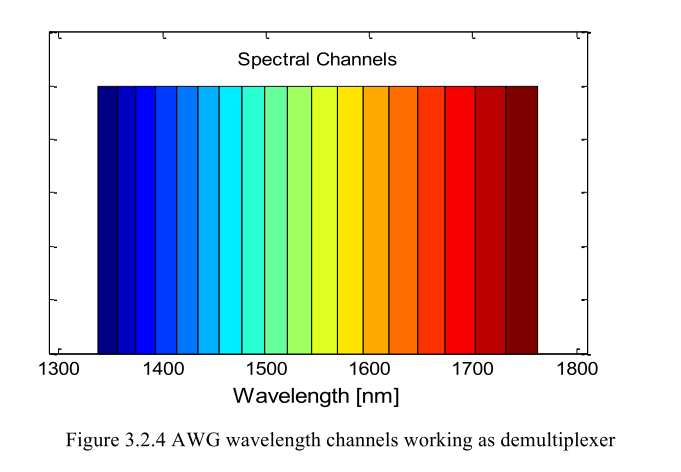 Spectral Channels
1300 1400 1500 1600 1700 1800
Wavelength [nm]
Figure 3.2.4 AWG wavelength channels working as demultiplexer